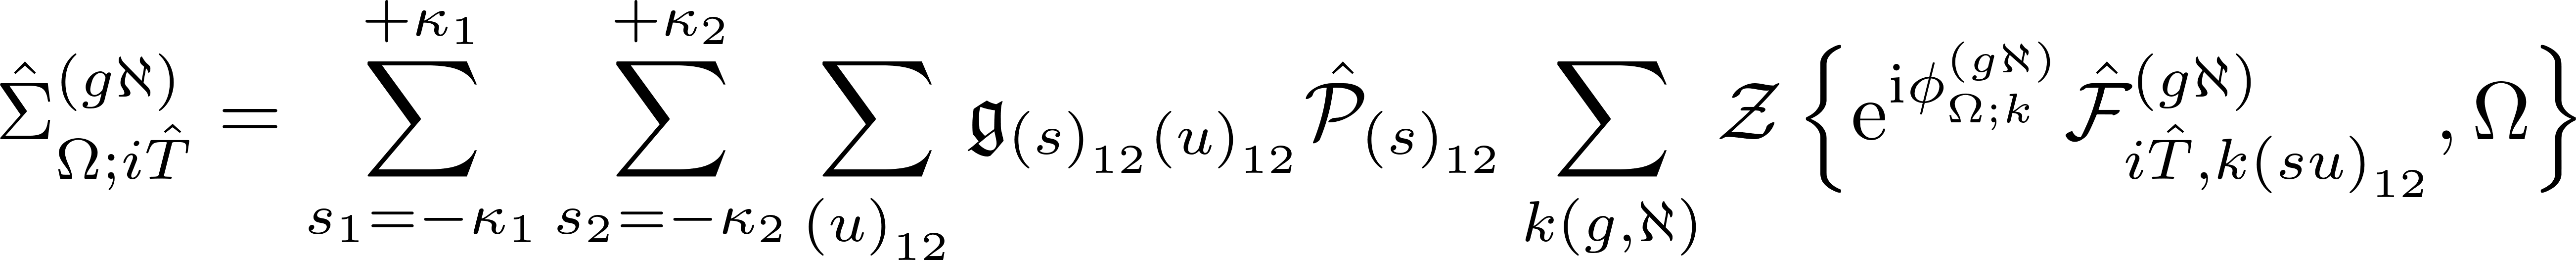 \hat{\Sigma}^{(g\aleph)}_{\Omega;i\hat{T}} = \sum_{s_1=-\kappa_1}^{+\kappa_1} \sum_{s_2=-\kappa_2}^{+\kappa_2} \sum_{(u)_{12}} \mathfrak{g}_{(s)_{12}(u)_{12}} \hat{\mathcal{P}}_{(s)_{12}} \sum_{k(g,\aleph)} \mathcal{Z} \left\{ \mathrm{e}^{\mathrm{i}\phi^{(g\aleph)}_{\Omega;k}} \hat{\mathcal{F}}^{(g\aleph)}_{i\hat{T},k(su)_{12}}, \Omega \right\}